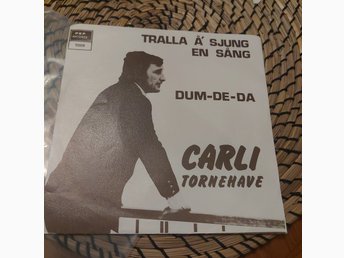 TRALLA Å SJUNG
EN SÅNG
DUM-DE-DA
CARLI
TORNEHAVE